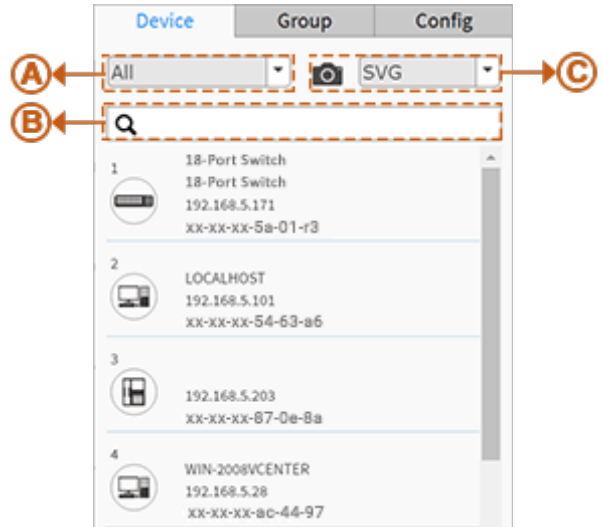 Device Group Config
A All SVG C
B
1
18-Port Switch
18-Port Switch
192.168.5.171
xx-xx-xx-5a-01-r3
2
LOCALHOST
192.168.5.101
xx-xx-xx-54-63-a6
3
192.168.5.203
xx-xx-xx-87-0e-8a
4
WIN-2008VCENTER
192.168.5.28
xx-xx-xx-ac-44-97